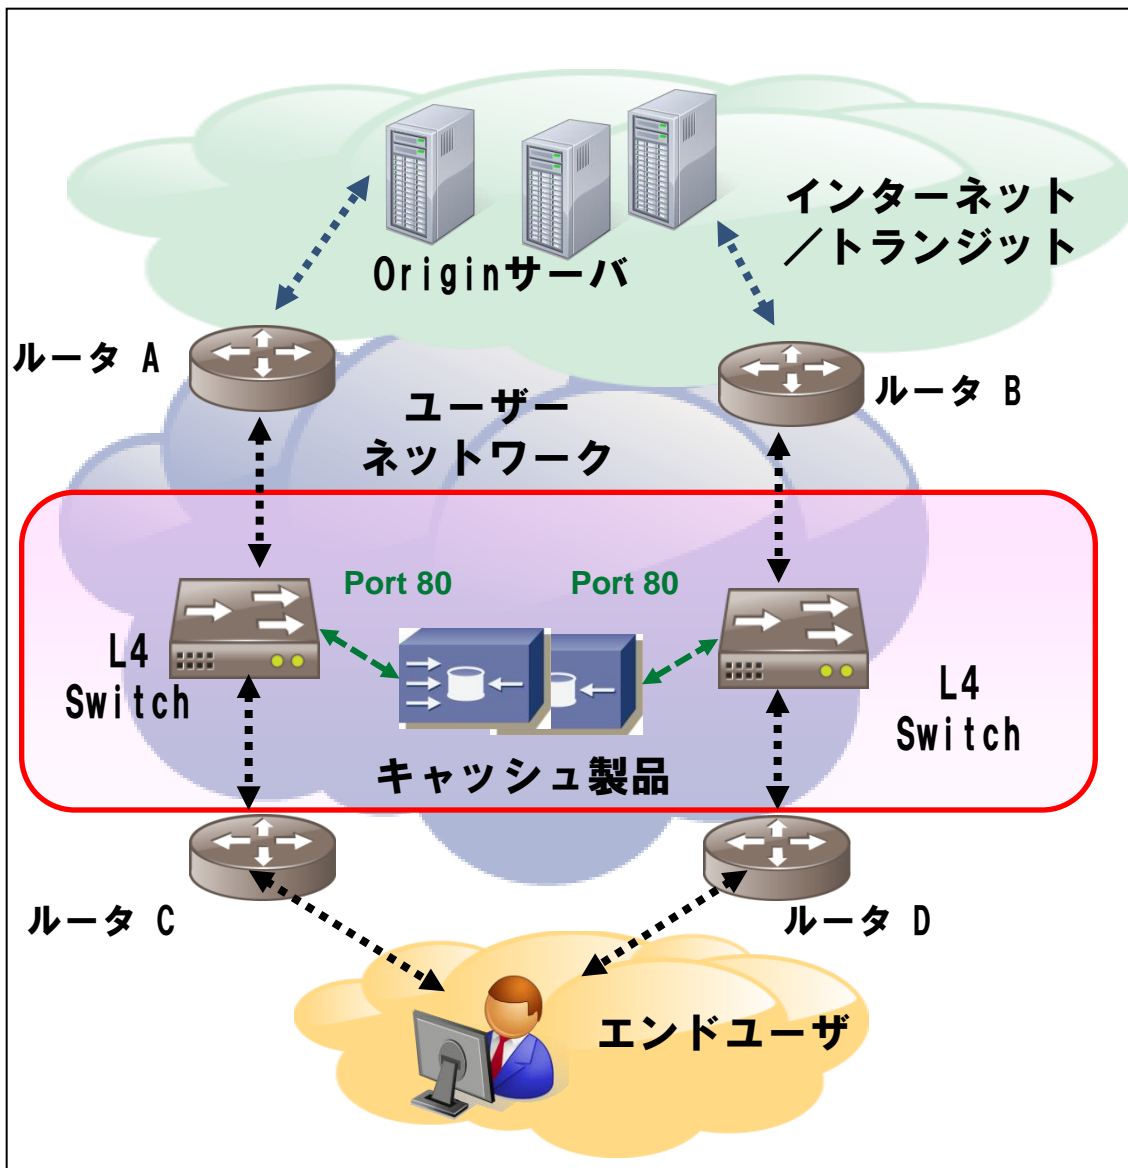 インターネット
／トランジット
Originサーバ
ルータ A
ルータ B
ユーザー
ネットワーク
Port 80
Port 80
L4
Switch
L4
Switch
キャッシュ製品
ルータ C
ルータ D
エンドユーザ